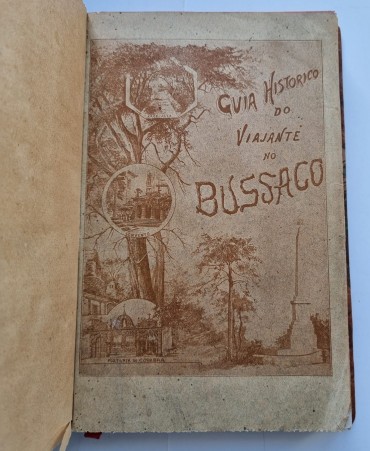 GUIA HISTORICO
DO
VIAJANTE
NO
BUSSACO